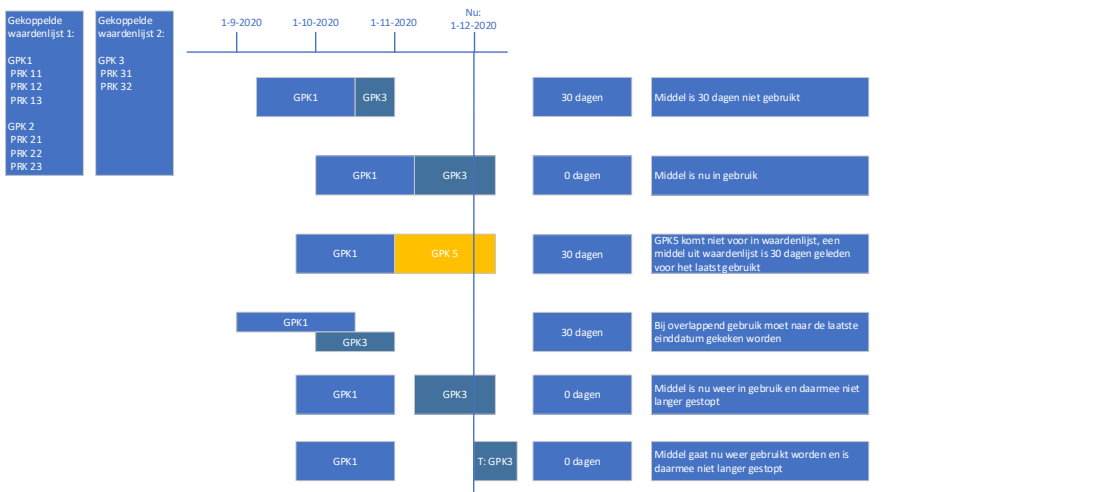 Gekoppelde
waardenlijst 1:
GPK1
PRK 11
PRK 12
PRK 13
GPK 2
PRK 21
PRK 22
PRK 23
Gekoppelde
waardenlijst 2:
GPK 3
PRK 31
PRK 32
1-9-2020
1-10-2020
1-11-2020
Nu:
1-12-2020
GPK1
GPK3
30 dagen
Middel is 30 dagen niet gebruikt
GPK1
GPK3
0 dagen
Middel is nu in gebruik
GPK1
GPK 5
30 dagen
GPK5 komt niet voor in waardenlijst, een
middel uit waardenlijst is 30 dagen geleden
voor het laatst gebruikt
GPK1
GPK3
30 dagen
Bij overlappend gebruik moet naar de laatste
einddatum gekeken worden
GPK1
GPK3
0 dagen
Middel is nu weer in gebruik en daarmee niet
langer gestopt
GPK1
T: GPK3
0 dagen
Middel gaat nu weer gebruikt worden en is
daarmee niet langer gestopt